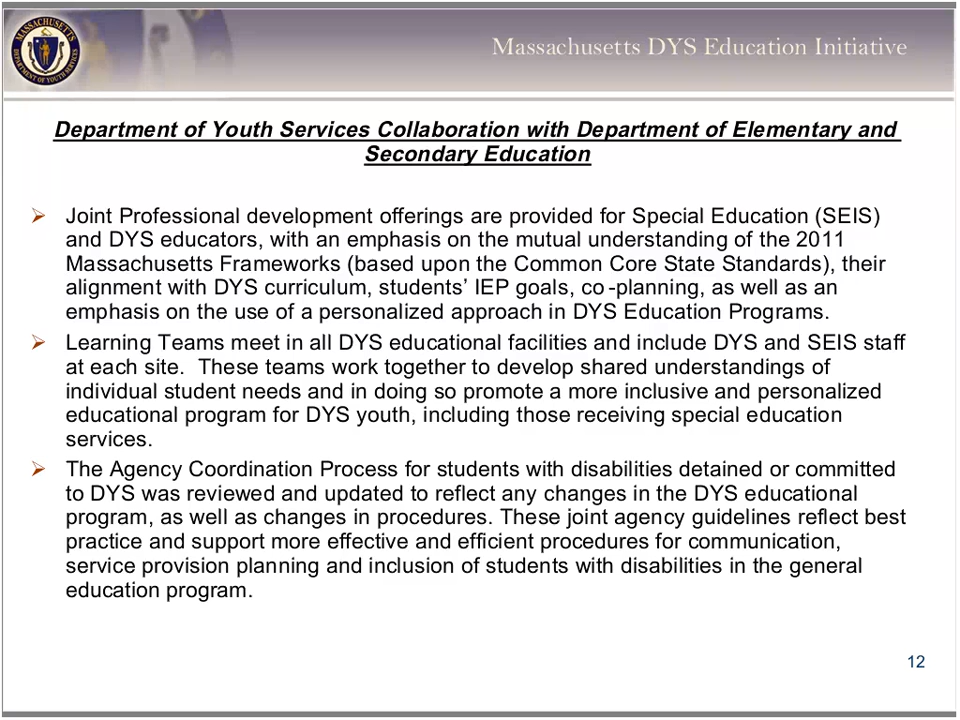 MASSACHUSETTS
DEPARTMENT OF YOUTH SERVICES
Massachusetts DYS Education Initiative
Department of Youth Services Collaboration with Department of Elementary and
Secondary Education
Joint Professional development offerings are provided for Special Education (SEIS)
and DYS educators, with an emphasis on the mutual understanding of the 2011
Massachusetts Frameworks (based upon the Common Core State Standards), their
alignment with DYS curriculum, students’ IEP goals, co -planning, as well as an
emphasis on the use of a personalized approach in DYS Education Programs.
Learning Teams meet in all DYS educational facilities and include DYS and SEIS staff
at each site.  These teams work together to develop shared understandings of
individual student needs and in doing so promote a more inclusive and personalized
educational program for DYS youth, including those receiving special education
services.
The Agency Coordination Process for students with disabilities detained or committed
to DYS was reviewed and updated to reflect any changes in the DYS educational
program, as well as changes in procedures. These joint agency guidelines reflect best
practice and support more effective and efficient procedures for communication,
service provision planning and inclusion of students with disabilities in the general
education program.
12